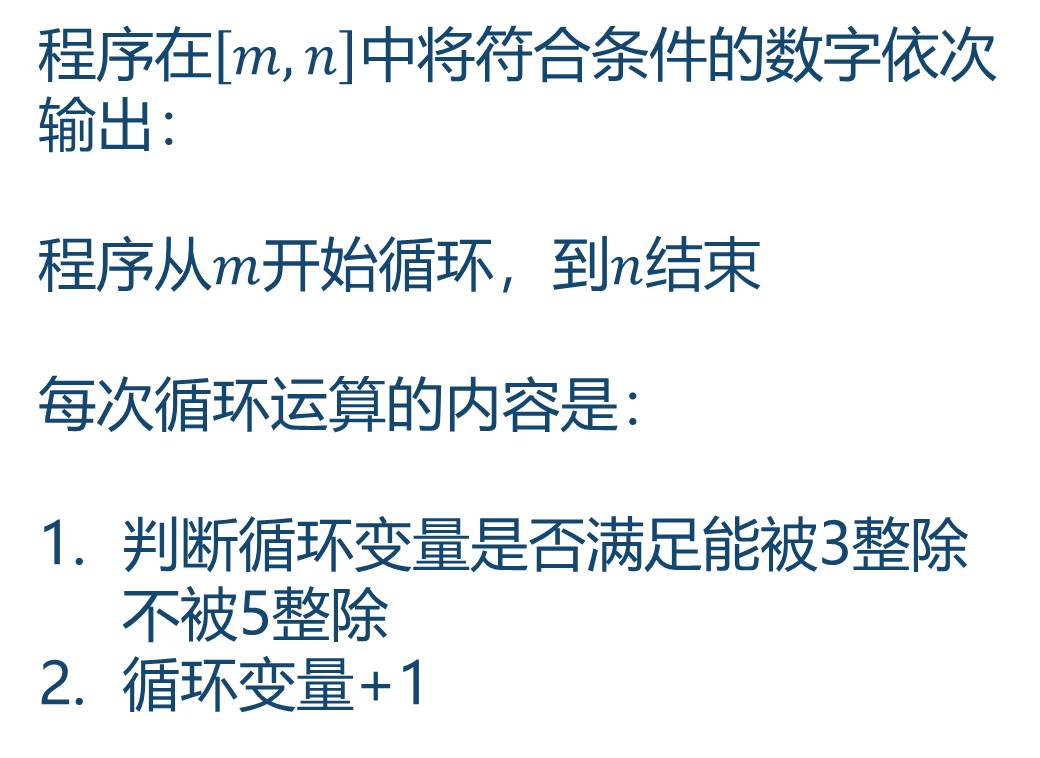 程序在[m, n]中将符合条件的数字依次
输出：
程序从m开始循环，到n结束
每次循环运算的内容是：
1. 判断循环变量是否满足能被3整除
不被5整除
2. 循环变量+1